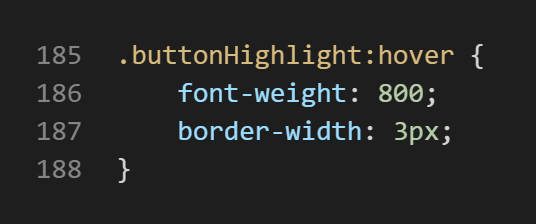 185 .buttonHighlight:hover {
186     font-weight: 800;
187     border-width: 3px;
188 }